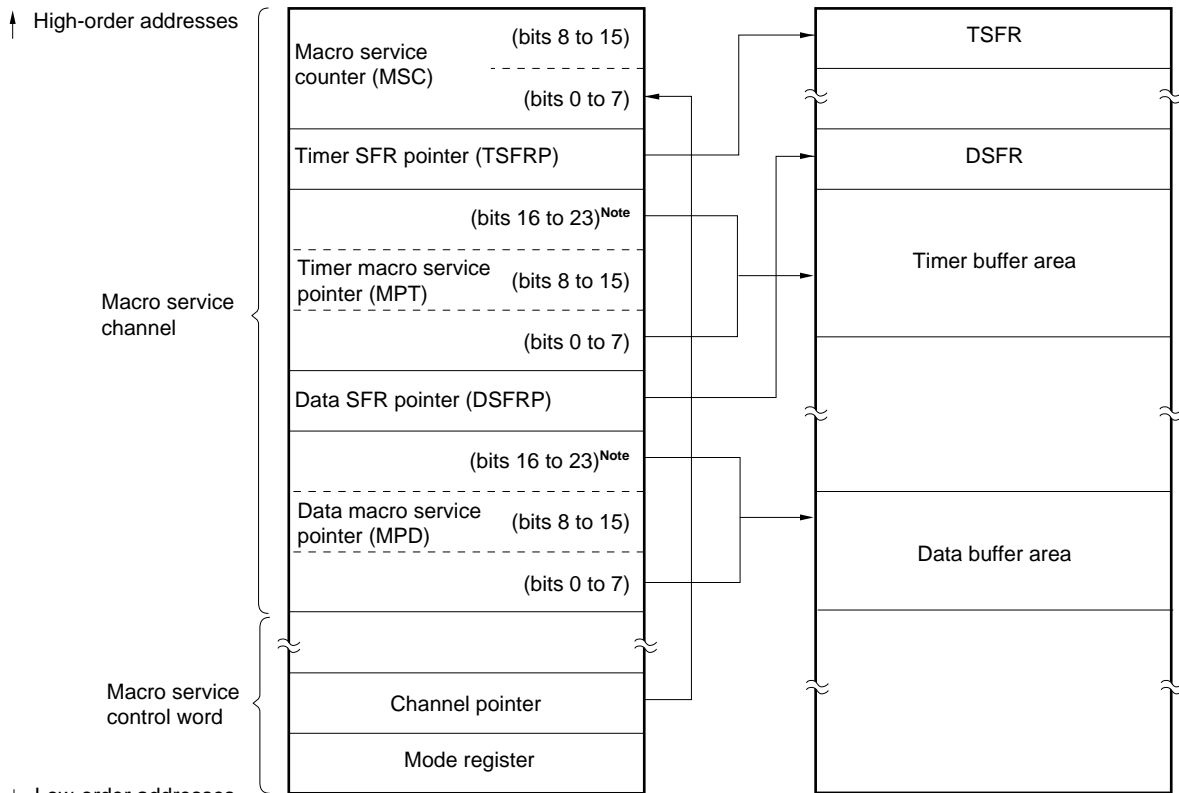 High-order addresses
Macro service
counter (MSC)
(bits 8 to 15)
(bits 0 to 7)
Timer SFR pointer (TSFRP)
(bits 16 to 23)Note
Timer macro service
pointer (MPT)
(bits 8 to 15)
(bits 0 to 7)
Data SFR pointer (DSFRP)
(bits 16 to 23)Note
Data macro service
pointer (MPD)
(bits 8 to 15)
(bits 0 to 7)
Channel pointer
Mode register
Macro service
channel
Macro service
control word
Low-order addresses
TSFR
DSFR
Timer buffer area
Data buffer area